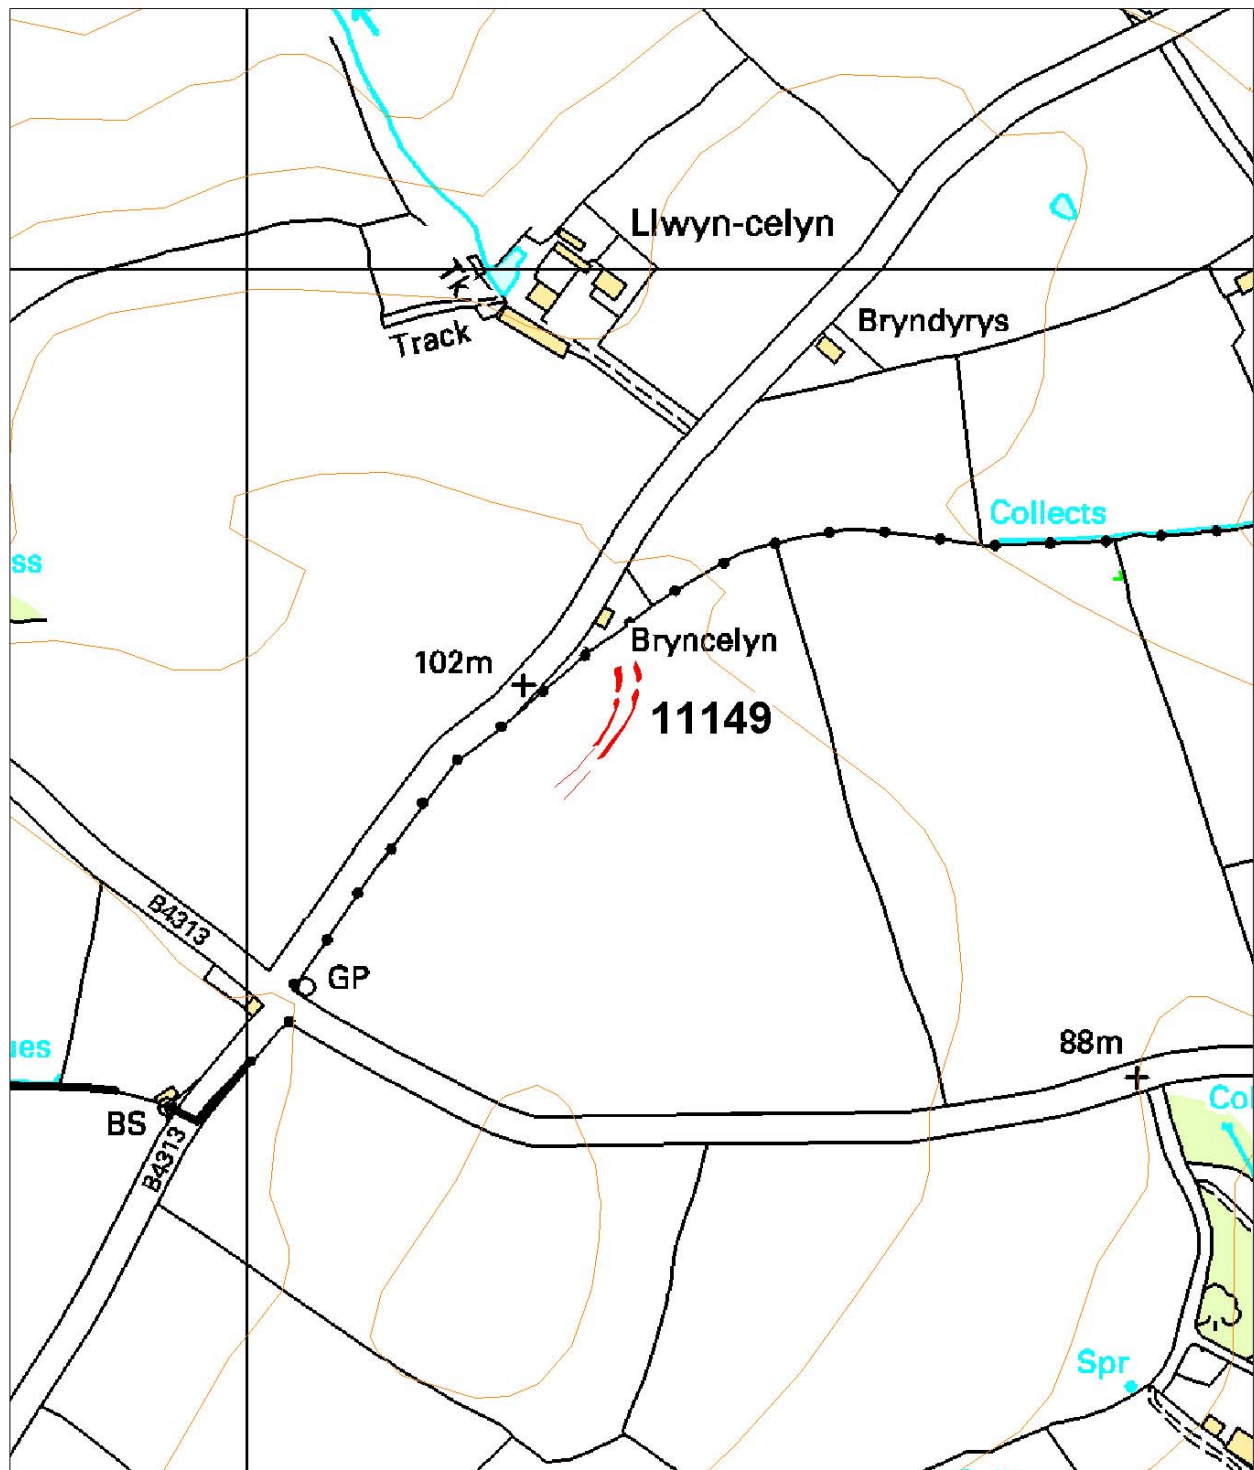 Llwyn-celyn
Tk
Bryndyrys
Track
Collects
ss
Bryncelyn
102m
11149
B4313
GP
88m
ues
Col
BS
B4313
Spr